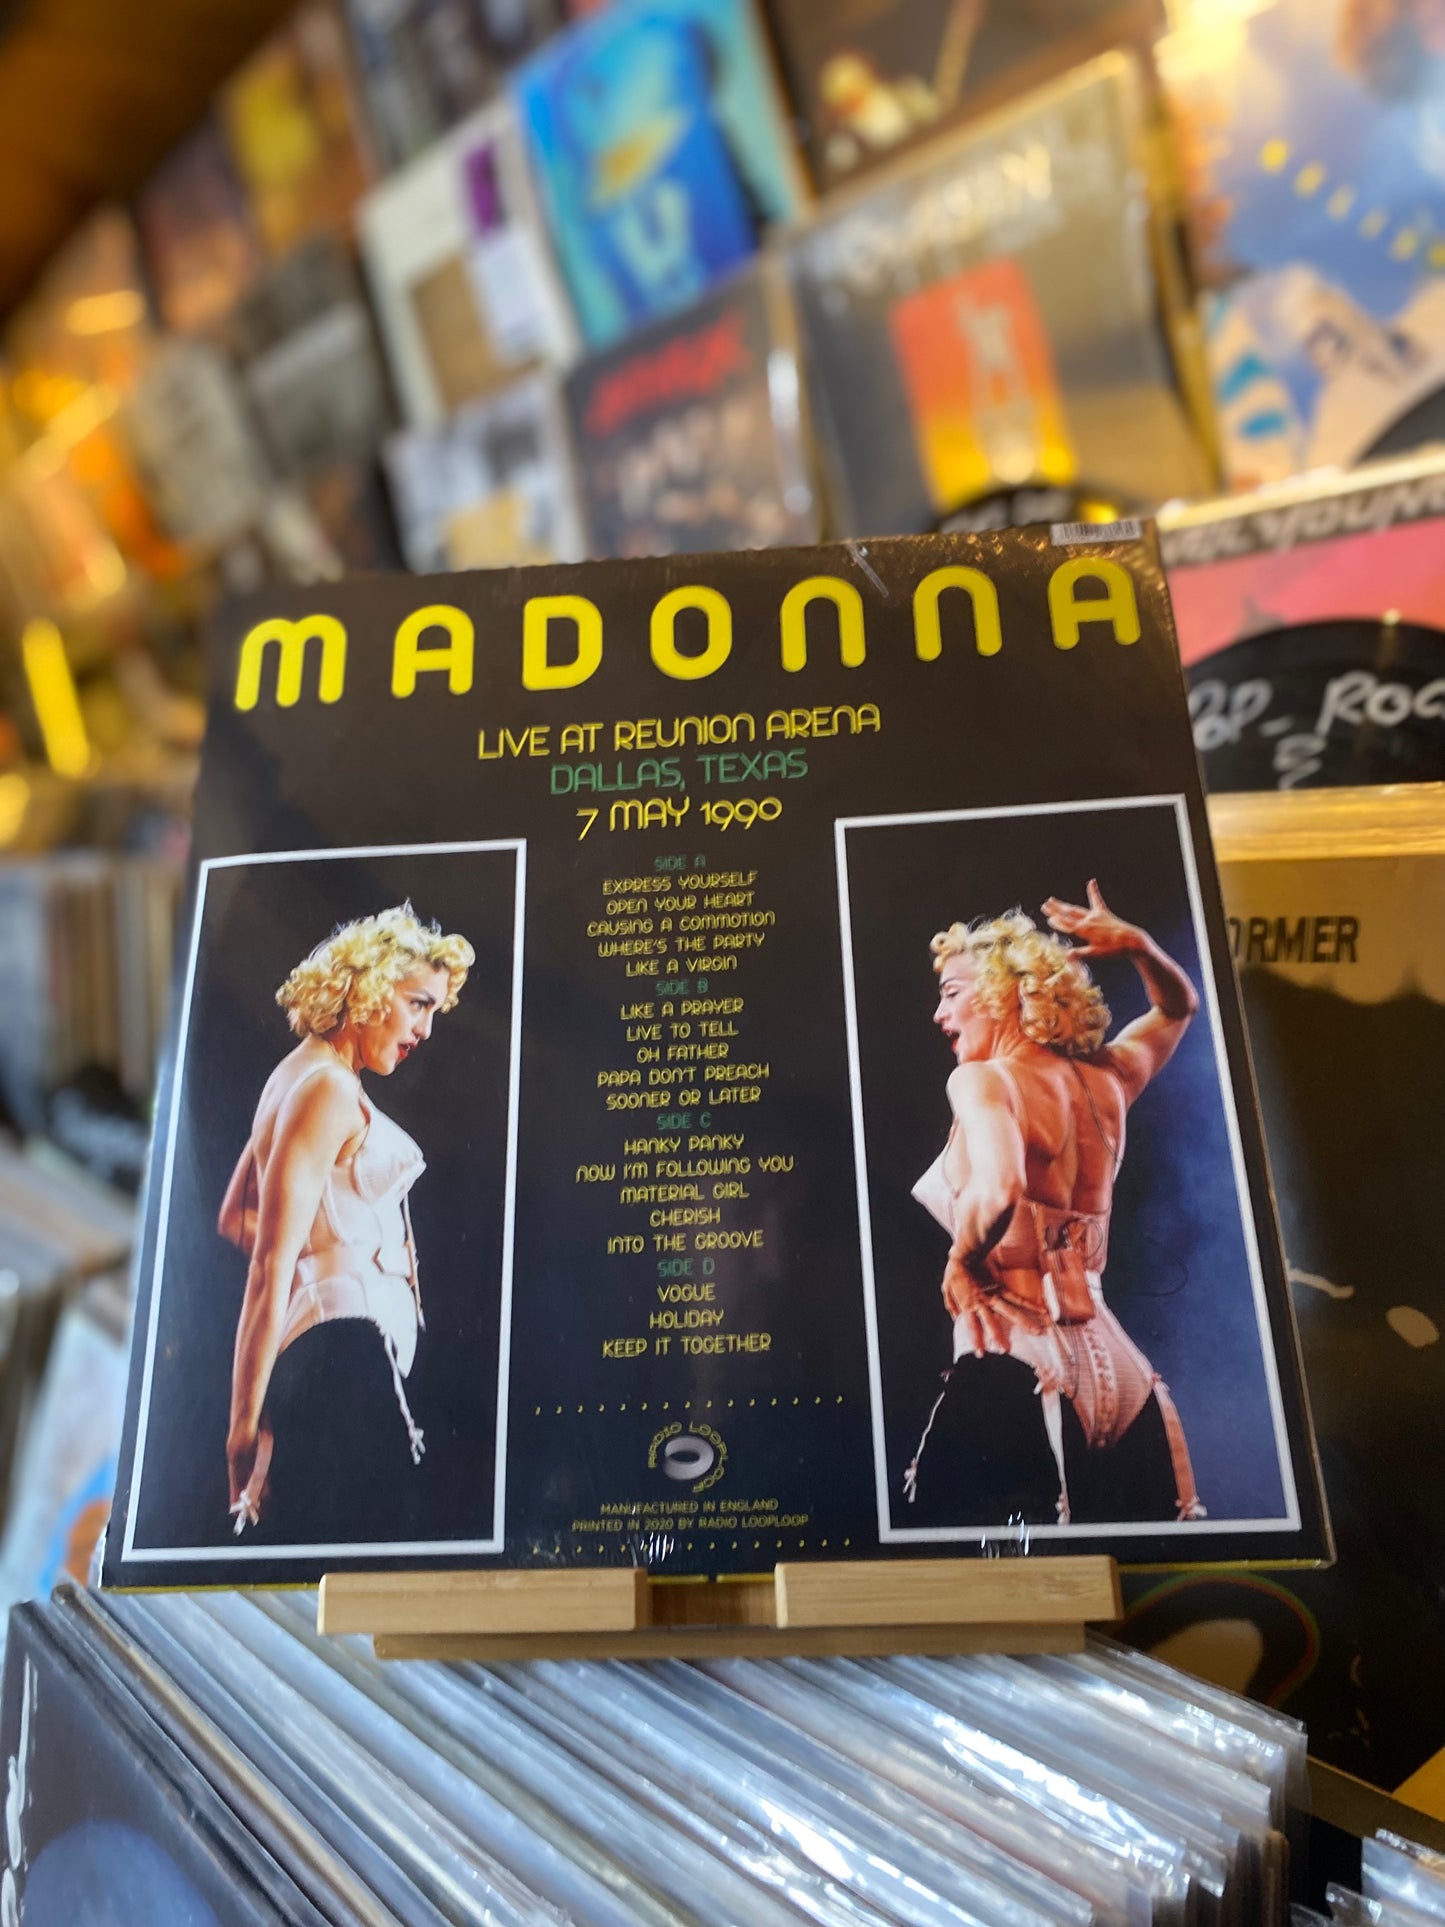 MADONNA
LIVE AT REUNION ARENA
DALLAS, TEXAS
7 MAY 1990
SIDE A
EXPRESS YOURSELF
OPEN YOUR HEART
CAUSING A COMMOTION
WHERE'S THE PARTY
LIKE A VIRGIN
SIDE B
LIKE A PRAYER
LIVE TO TELL
OH FATHER
PAPA DON'T PREACH
SOONER OR LATER
SIDE C
HANKY PANKY
NOW I'M FOLLOWING YOU
MATERIAL GIRL
CHERISH
INTO THE GROOVE
SIDE D
VOGUE
HOLIDAY
KEEP IT TOGETHER
RADIO LOOPLOOP
MANUFACTURED IN ENGLAND
PRINTED IN 2020 BY RADIO LOOPLOOP
ORMER